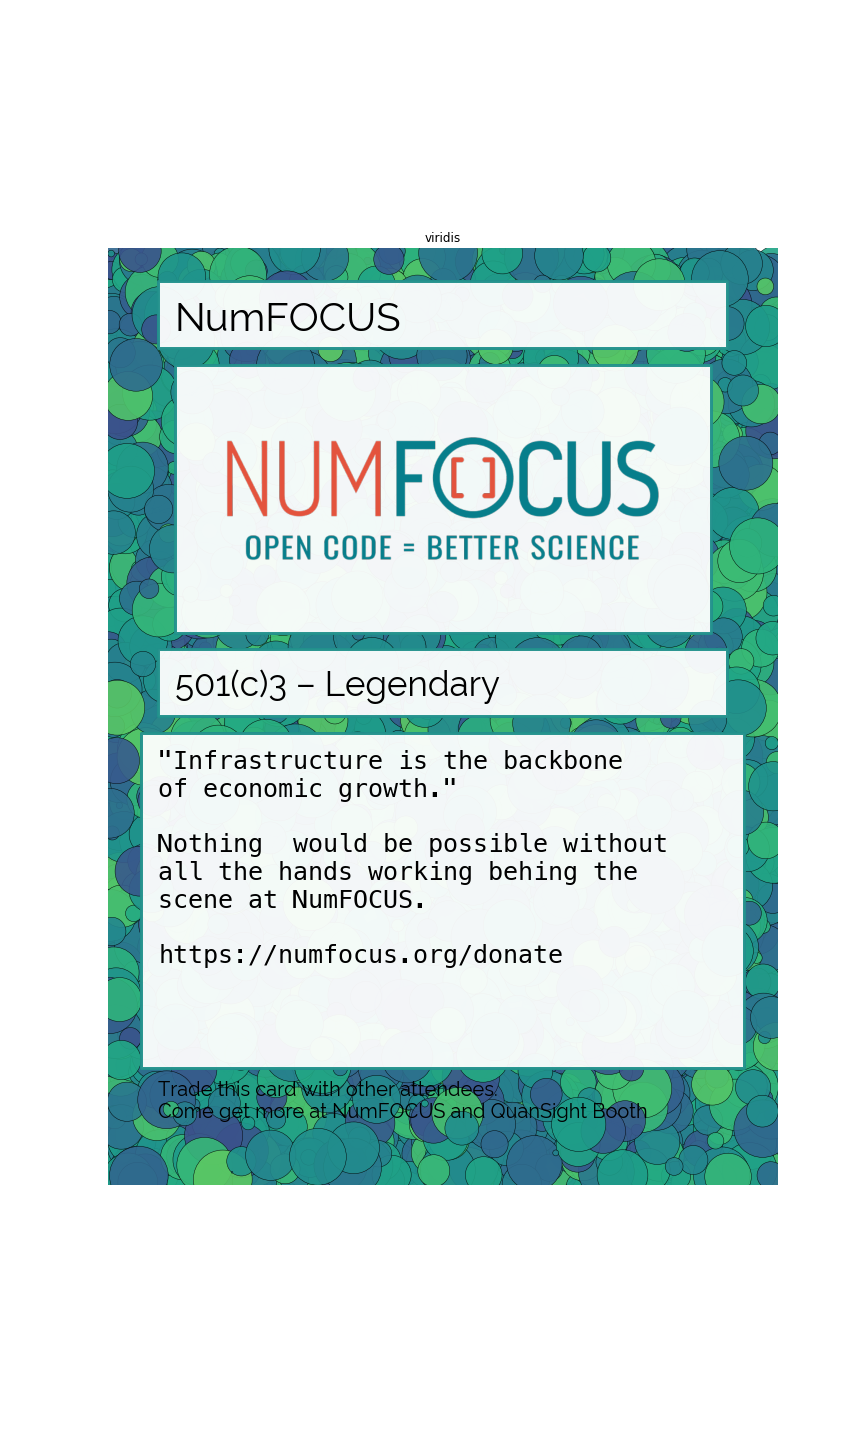 viridis
NumFOCUS
NUMFOCUS
OPEN CODE = BETTER SCIENCE
501(c)3 – Legendary
"Infrastructure is the backbone
of economic growth."
Nothing  would be possible without
all the hands working behing the
scene at NumFOCUS.
https://numfocus.org/donate
Trade this card with other attendees.
Come get more at NumFOCUS and QuanSight Booth